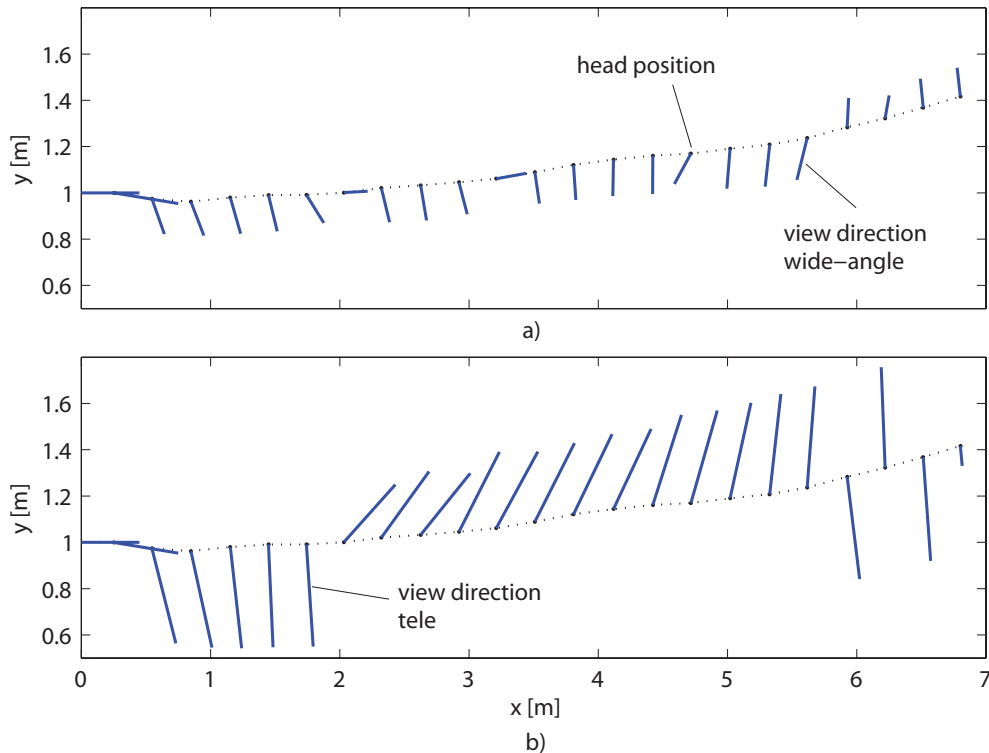 1.6
1.4
1.2
1
0.8
0.6
y [m]
head position
view direction
wide−angle
a)
1.6
1.4
1.2
1
0.8
0.6
y [m]
view direction
tele
0 1 2 3 4 5 6 7
x [m]
b)